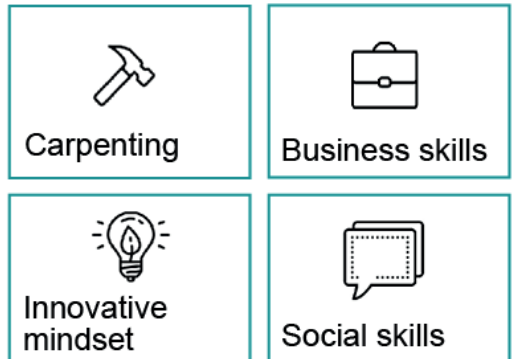 Carpenting
Business skills
Innovative
mindset
Social skills